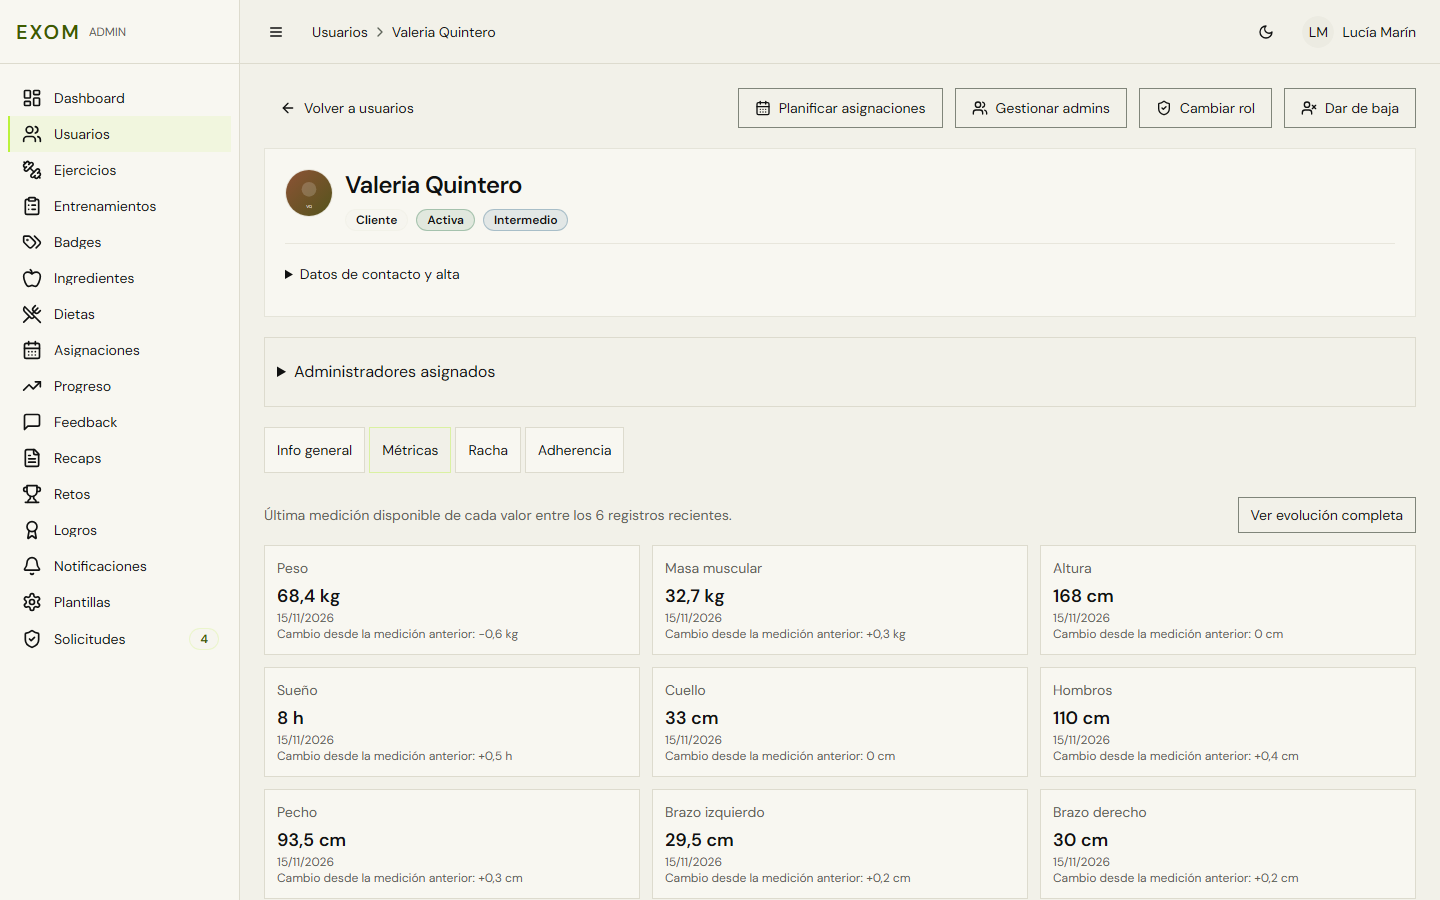 EXOM ADMIN
Usuarios > Valeria Quintero
LM Lucía Marín
Dashboard
Usuarios
Ejercicios
Entrenamientos
Badges
Ingredientes
Dietas
Asignaciones
Progreso
Feedback
Recaps
Retos
Logros
Notificaciones
Plantillas
Solicitudes 4
Volver a usuarios
Planificar asignaciones
Gestionar admins
Cambiar rol
Dar de baja
Valeria Quintero
Cliente Activa Intermedio
Datos de contacto y alta
Administradores asignados
Info general Métricas Racha Adherencia
Última medición disponible de cada valor entre los 6 registros recientes.
Ver evolución completa
Peso
68,4 kg
15/11/2026
Cambio desde la medición anterior: -0,6 kg
Masa muscular
32,7 kg
15/11/2026
Cambio desde la medición anterior: +0,3 kg
Altura
168 cm
15/11/2026
Cambio desde la medición anterior: 0 cm
Sueño
8 h
15/11/2026
Cambio desde la medición anterior: +0,5 h
Cuello
33 cm
15/11/2026
Cambio desde la medición anterior: 0 cm
Hombros
110 cm
15/11/2026
Cambio desde la medición anterior: +0,4 cm
Pecho
93,5 cm
15/11/2026
Cambio desde la medición anterior: +0,3 cm
Brazo izquierdo
29,5 cm
15/11/2026
Cambio desde la medición anterior: +0,2 cm
Brazo derecho
30 cm
15/11/2026
Cambio desde la medición anterior: +0,2 cm